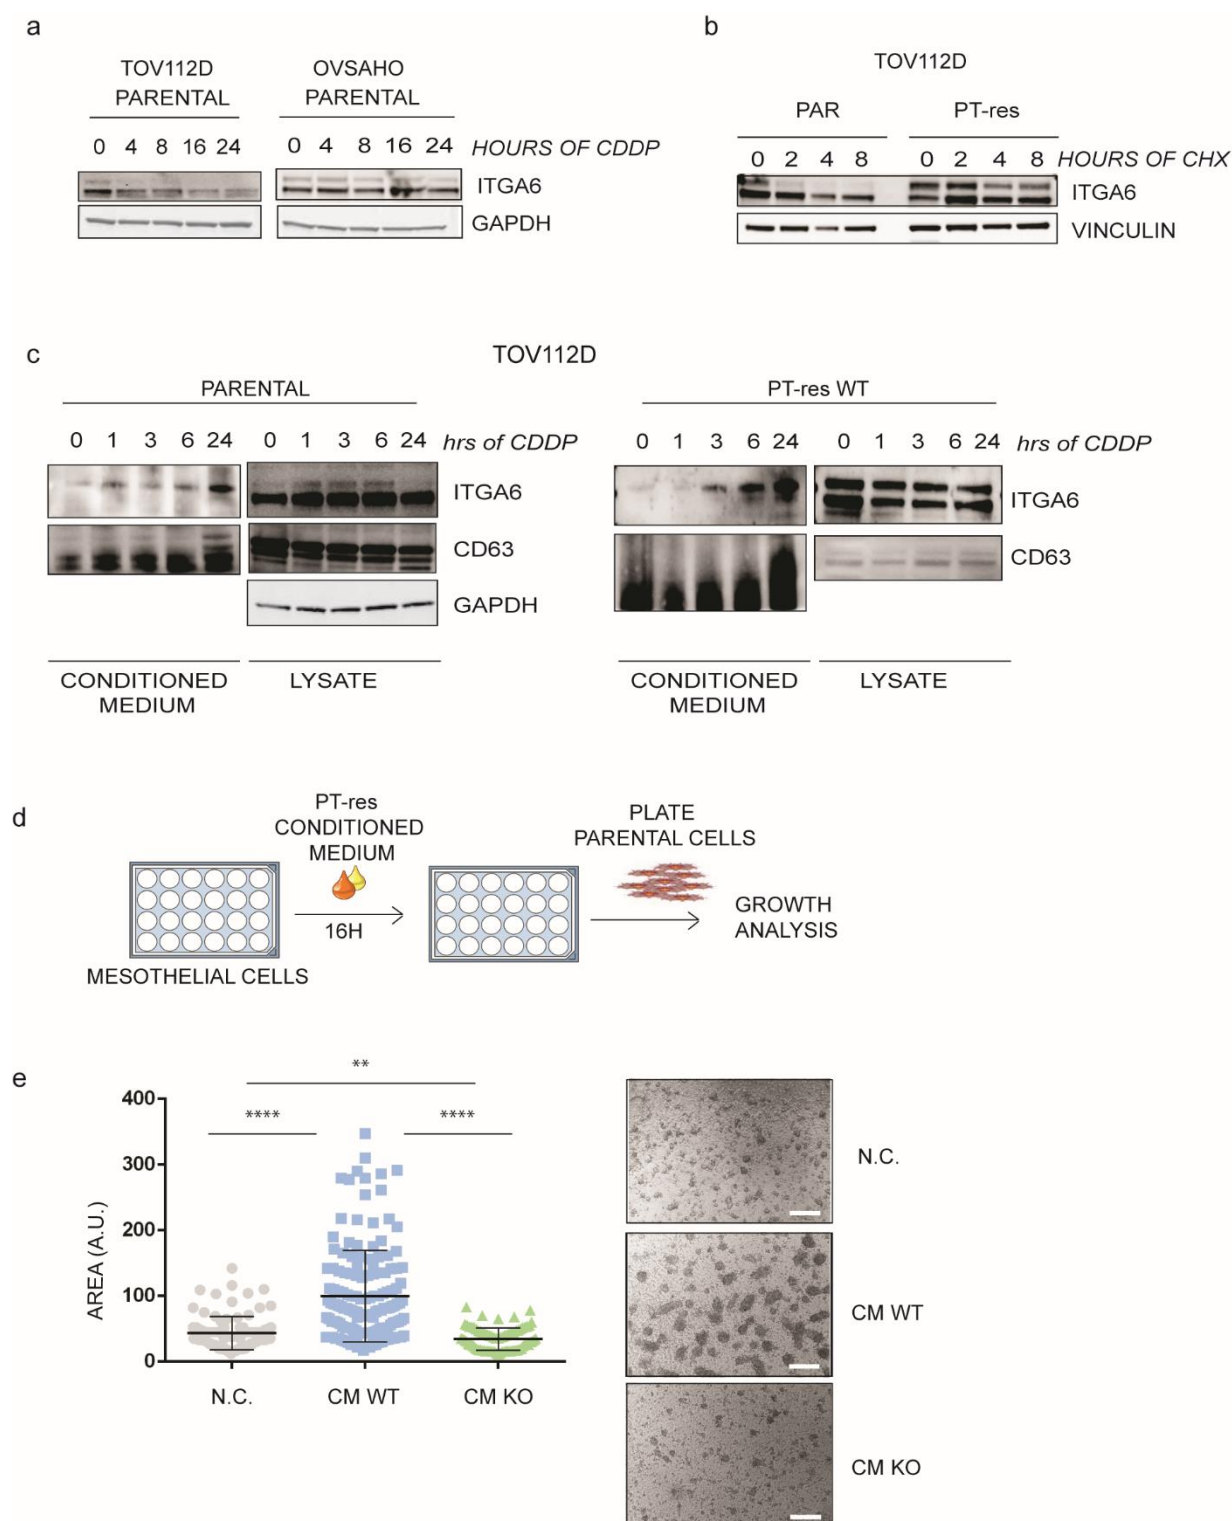 a
TOV112D
PARENTAL
OVSAHO
PARENTAL
0 4 8 16 24
0 4 8 16 24
HOURS OF CDDP
ITGA6
GAPDH
b
TOV112D
PAR
PT-res
0 2 4 8
0 2 4 8
HOURS OF CHX
ITGA6
VINCULIN
c
TOV112D
PARENTAL
0 1 3 6 24
0 1 3 6 24
hrs of CDDP
ITGA6
CD63
GAPDH
CONDITIONED
MEDIUM
LYSATE
PT-res WT
0 1 3 6 24
0 1 3 6 24
hrs of CDDP
ITGA6
CD63
CONDITIONED
MEDIUM
LYSATE
d
MESOTHELIAL CELLS
PT-res
CONDITIONED
MEDIUM
16H
PLATE
PARENTAL CELLS
GROWTH
ANALYSIS
e
**
****
****
AREA (A.U.)
400
300
200
100
0
N.C.
CM WT
CM KO
N.C.
CM WT
CM KO